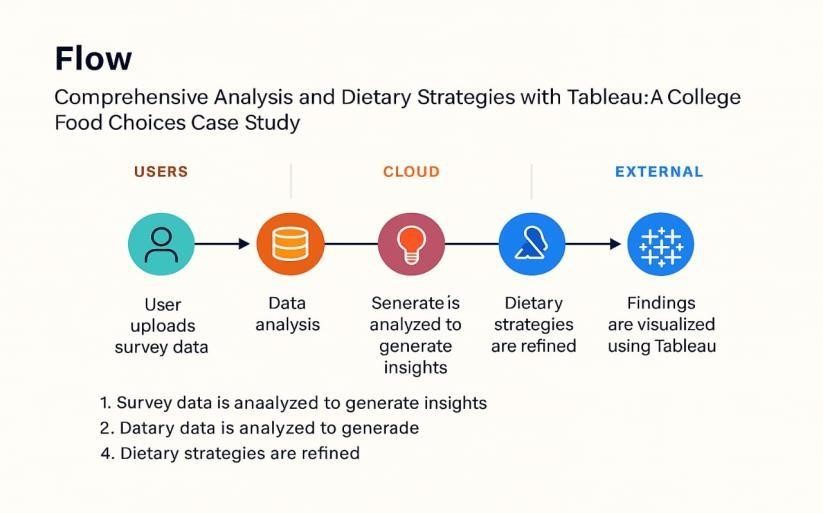 Flow
Comprehensive Analysis and Dietary Strategies with Tableau:A College
Food Choices Case Study
USERS
CLOUD
EXTERNAL
User
uploads
survey data
Data
analysis
Senerate is
analyzed to
generate
insights
Dietary
strategies
are refined
Findings
are visualized
using Tableau
1. Survey data is anaalyzed to generate insights
2. Datary data is analyzed to generade
4. Dietary strategies are refined